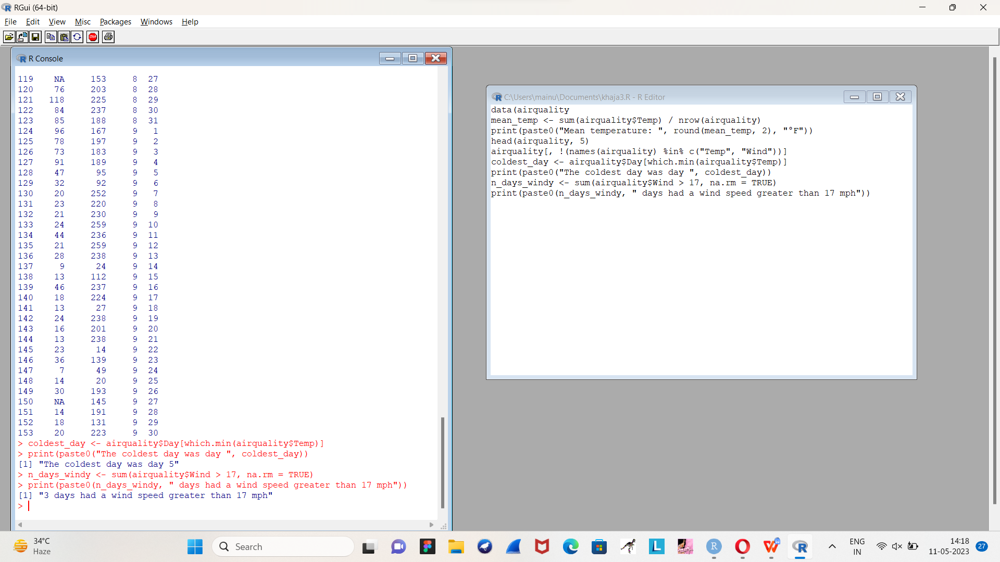 RGui (64-bit)
File Edit View Misc Packages Windows Help
STOP
R Console
119    NA     153     8  27
120    76     203     8  28
121   118     225     8  29
122    84     237     8  30
123    85     188     8  31
124    96     167     9   1
125    78     197     9   2
126    73     183     9   3
127    91     189     9   4
128    47      95     9   5
129    32      92     9   6
130    20     252     9   7
131    23     220     9   8
132    21     230     9   9
133    24     259     9  10
134    44     236     9  11
135    21     259     9  12
136    28     238     9  13
137     9      24     9  14
138    13     112     9  15
139    46     237     9  16
140    18     224     9  17
141    13      27     9  18
142    24     238     9  19
143    16     201     9  20
144    13     238     9  21
145    23      14     9  22
146    36     139     9  23
147     7      49     9  24
148    14      20     9  25
149    30     193     9  26
150    NA     145     9  27
151    14     191     9  28
152    18     131     9  29
153    20     223     9  30
> coldest_day <- airquality$Day[which.min(airquality$Temp)]
> print(paste0("The coldest day was day ", coldest_day))
[1] "The coldest day was day 5"
> n_days_windy <- sum(airquality$Wind > 17, na.rm = TRUE)
> print(paste0(n_days_windy, " days had a wind speed greater than 17 mph"))
[1] "3 days had a wind speed greater than 17 mph"
>
C:\Users\mainu\Documents\khaja3.R - R Editor
data(airquality
mean_temp <- sum(airquality$Temp) / nrow(airquality)
print(paste0("Mean temperature: ", round(mean_temp, 2), "°F"))
head(airquality, 5)
airquality[, !(names(airquality) %in% c("Temp", "Wind"))]
coldest_day <- airquality$Day[which.min(airquality$Temp)]
print(paste0("The coldest day was day ", coldest_day))
n_days_windy <- sum(airquality$Wind > 17, na.rm = TRUE)
print(paste0(n_days_windy, " days had a wind speed greater than 17 mph"))
34°C
Haze
Search
ENG
IN
14:18
11-05-2023
27